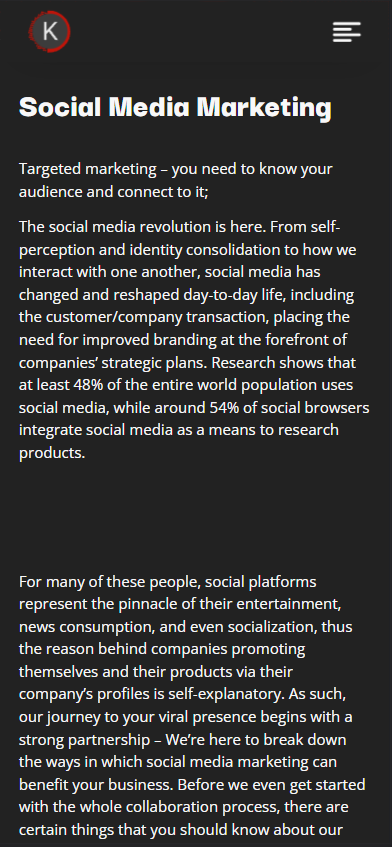 K
Social Media Marketing
Targeted marketing – you need to know your
audience and connect to it;
The social media revolution is here. From self-
perception and identity consolidation to how we
interact with one another, social media has
changed and reshaped day-to-day life, including
the customer/company transaction, placing the
need for improved branding at the forefront of
companies’ strategic plans. Research shows that
at least 48% of the entire world population uses
social media, while around 54% of social browsers
integrate social media as a means to research
products.
For many of these people, social platforms
represent the pinnacle of their entertainment,
news consumption, and even socialization, thus
the reason behind companies promoting
themselves and their products via their
company’s profiles is self-explanatory. As such,
our journey to your viral presence begins with a
strong partnership – We’re here to break down
the ways in which social media marketing can
benefit your business. Before we even get started
with the whole collaboration process, there are
certain things that you should know about our